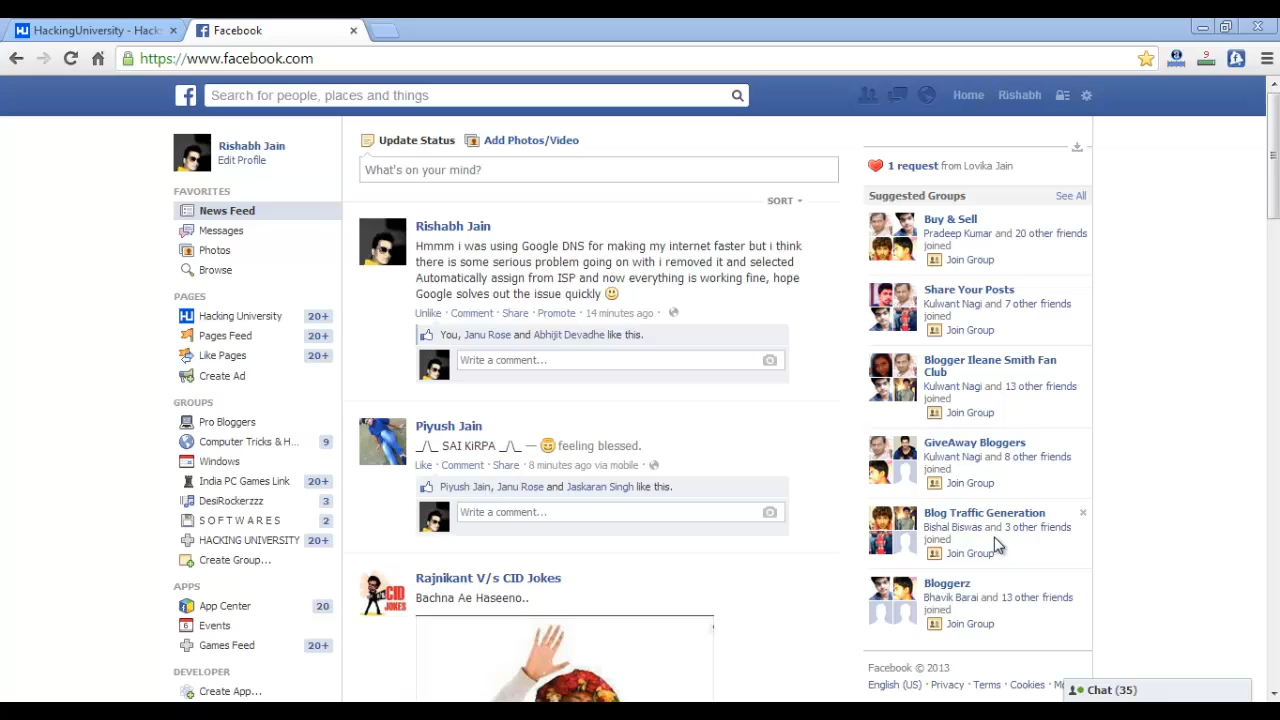 HackingUniversity - Hack
Facebook
https://www.facebook.com
Search for people, places and things
Home
Rishabh
Rishabh Jain
Edit Profile
FAVORITES
News Feed
Messages
Photos
Browse
PAGES
Hacking University 20+
Pages Feed 20+
Like Pages 20+
Create Ad
GROUPS
Pro Bloggers
Computer Tricks & H... 9
Windows
India PC Games Link 20+
DesiRockerzzz 3
S O F T W A R E S 2
HACKING UNIVERSITY 20+
Create Group...
APPS
App Center 20
Events
Games Feed 20+
DEVELOPER
Create App...
Update Status
Add Photos/Video
What's on your mind?
SORT
Rishabh Jain
Hmmm i was using Google DNS for making my internet faster but i think
there is some serious problem going on with i removed it and selected
Automatically assign from ISP and now everything is working fine, hope
Google solves out the issue quickly
Unlike · Comment · Share · Promote · 14 minutes ago ·
You, Janu Rose and Abhijit Devadhe like this.
Write a comment...
Piyush Jain
_/\_ SAI KiRPA _/\_ — feeling blessed.
Like · Comment · Share · 8 minutes ago via mobile ·
Piyush Jain, Janu Rose and Jaskaran Singh like this.
Write a comment...
Rajnikant V/s CID Jokes
Bachna Ae Haseeno..
CID
JOKES
1 request from Lovika Jain
Suggested Groups See All
Buy & Sell
Pradeep Kumar and 20 other friends
joined
Join Group
Share Your Posts
Kulwant Nagi and 7 other friends
joined
Join Group
Blogger Ileane Smith Fan
Club
Kulwant Nagi and 13 other friends
joined
Join Group
GiveAway Bloggers
Kulwant Nagi and 8 other friends
joined
Join Group
Blog Traffic Generation
Bishal Biswas and 3 other friends
joined
Join Group
Bloggerz
Bhavik Barai and 13 other friends
joined
Join Group
Facebook © 2013
English (US) · Privacy · Terms · Cookies ·
Chat (35)